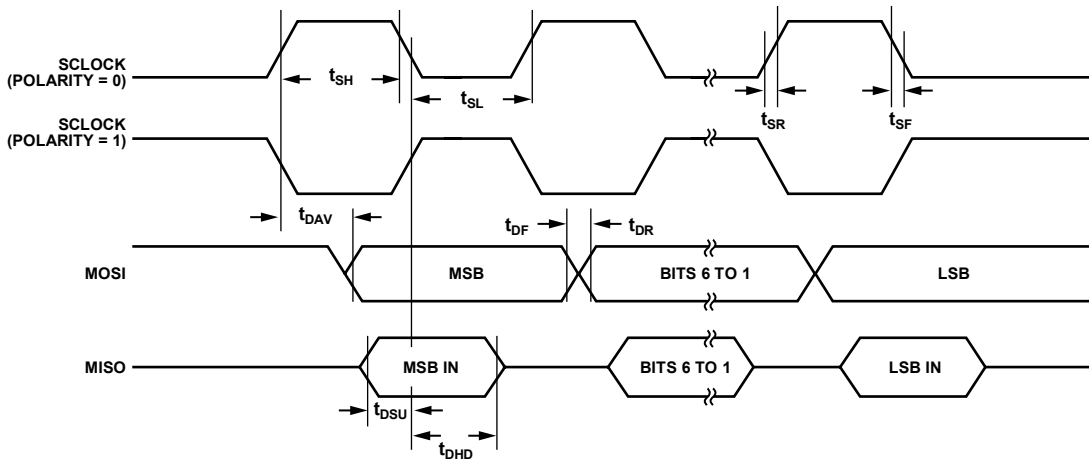 SCLOCK
(POLARITY = 0)
tSH
tSL
tSR
tSF
SCLOCK
(POLARITY = 1)
tDAV
tDF
tDR
MOSI
MSB
BITS 6 TO 1
LSB
MISO
MSB IN
BITS 6 TO 1
LSB IN
tDSU
tDHD